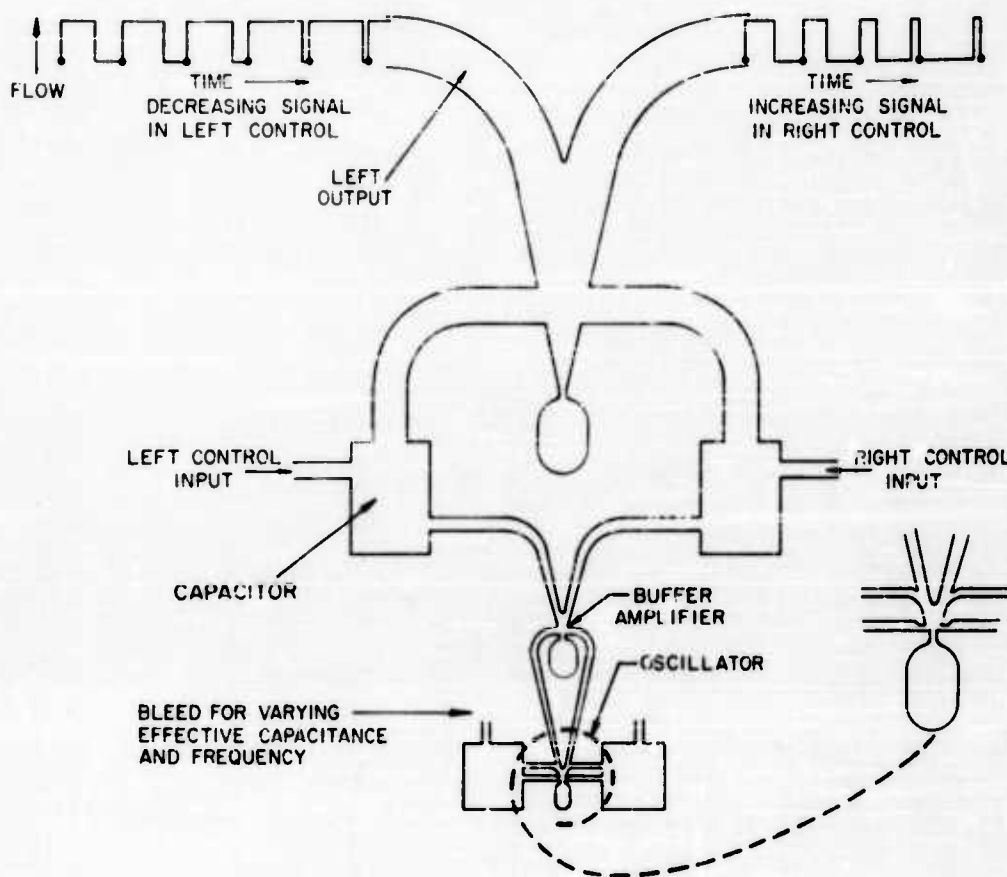 FLOW
TIME
DECREASING SIGNAL
IN LEFT CONTROL
TIME
INCREASING SIGNAL
IN RIGHT CONTROL
LEFT
OUTPUT
LEFT CONTROL
INPUT
RIGHT CONTROL
INPUT
CAPACITOR
BUFFER
AMPLIFIER
OSCILLATOR
BLEED FOR VARYING
EFFECTIVE CAPACITANCE
AND FREQUENCY